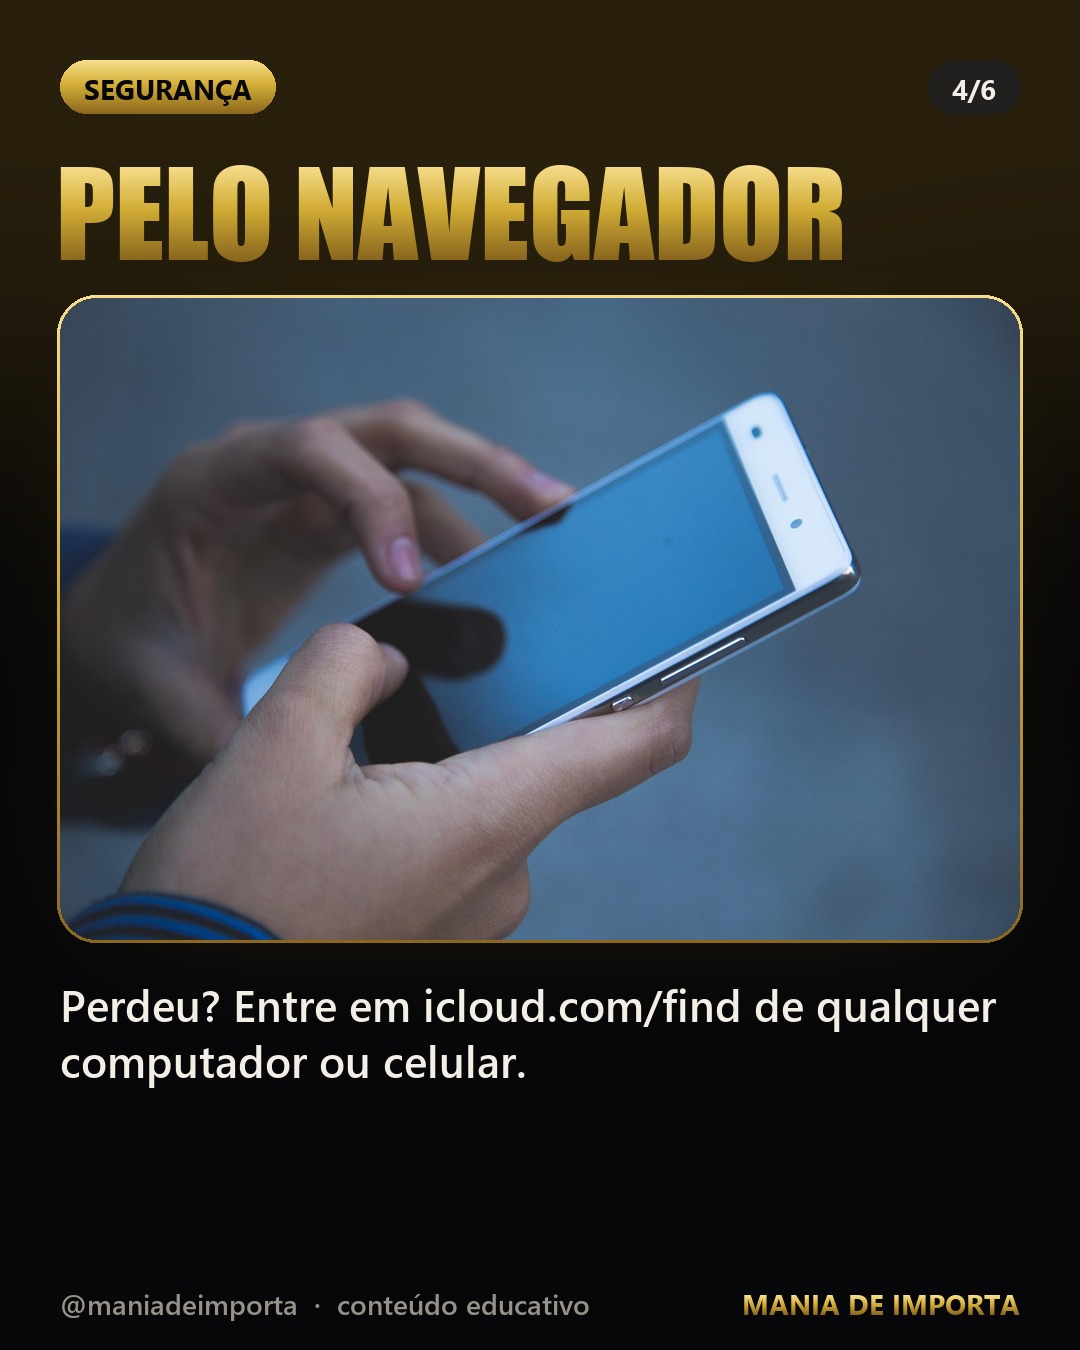 SEGURANÇA
4/6
PELO NAVEGADOR
Perdeu? Entre em icloud.com/find de qualquer
computador ou celular.
@maniadeimporta · conteúdo educativo
MANIA DE IMPORTA